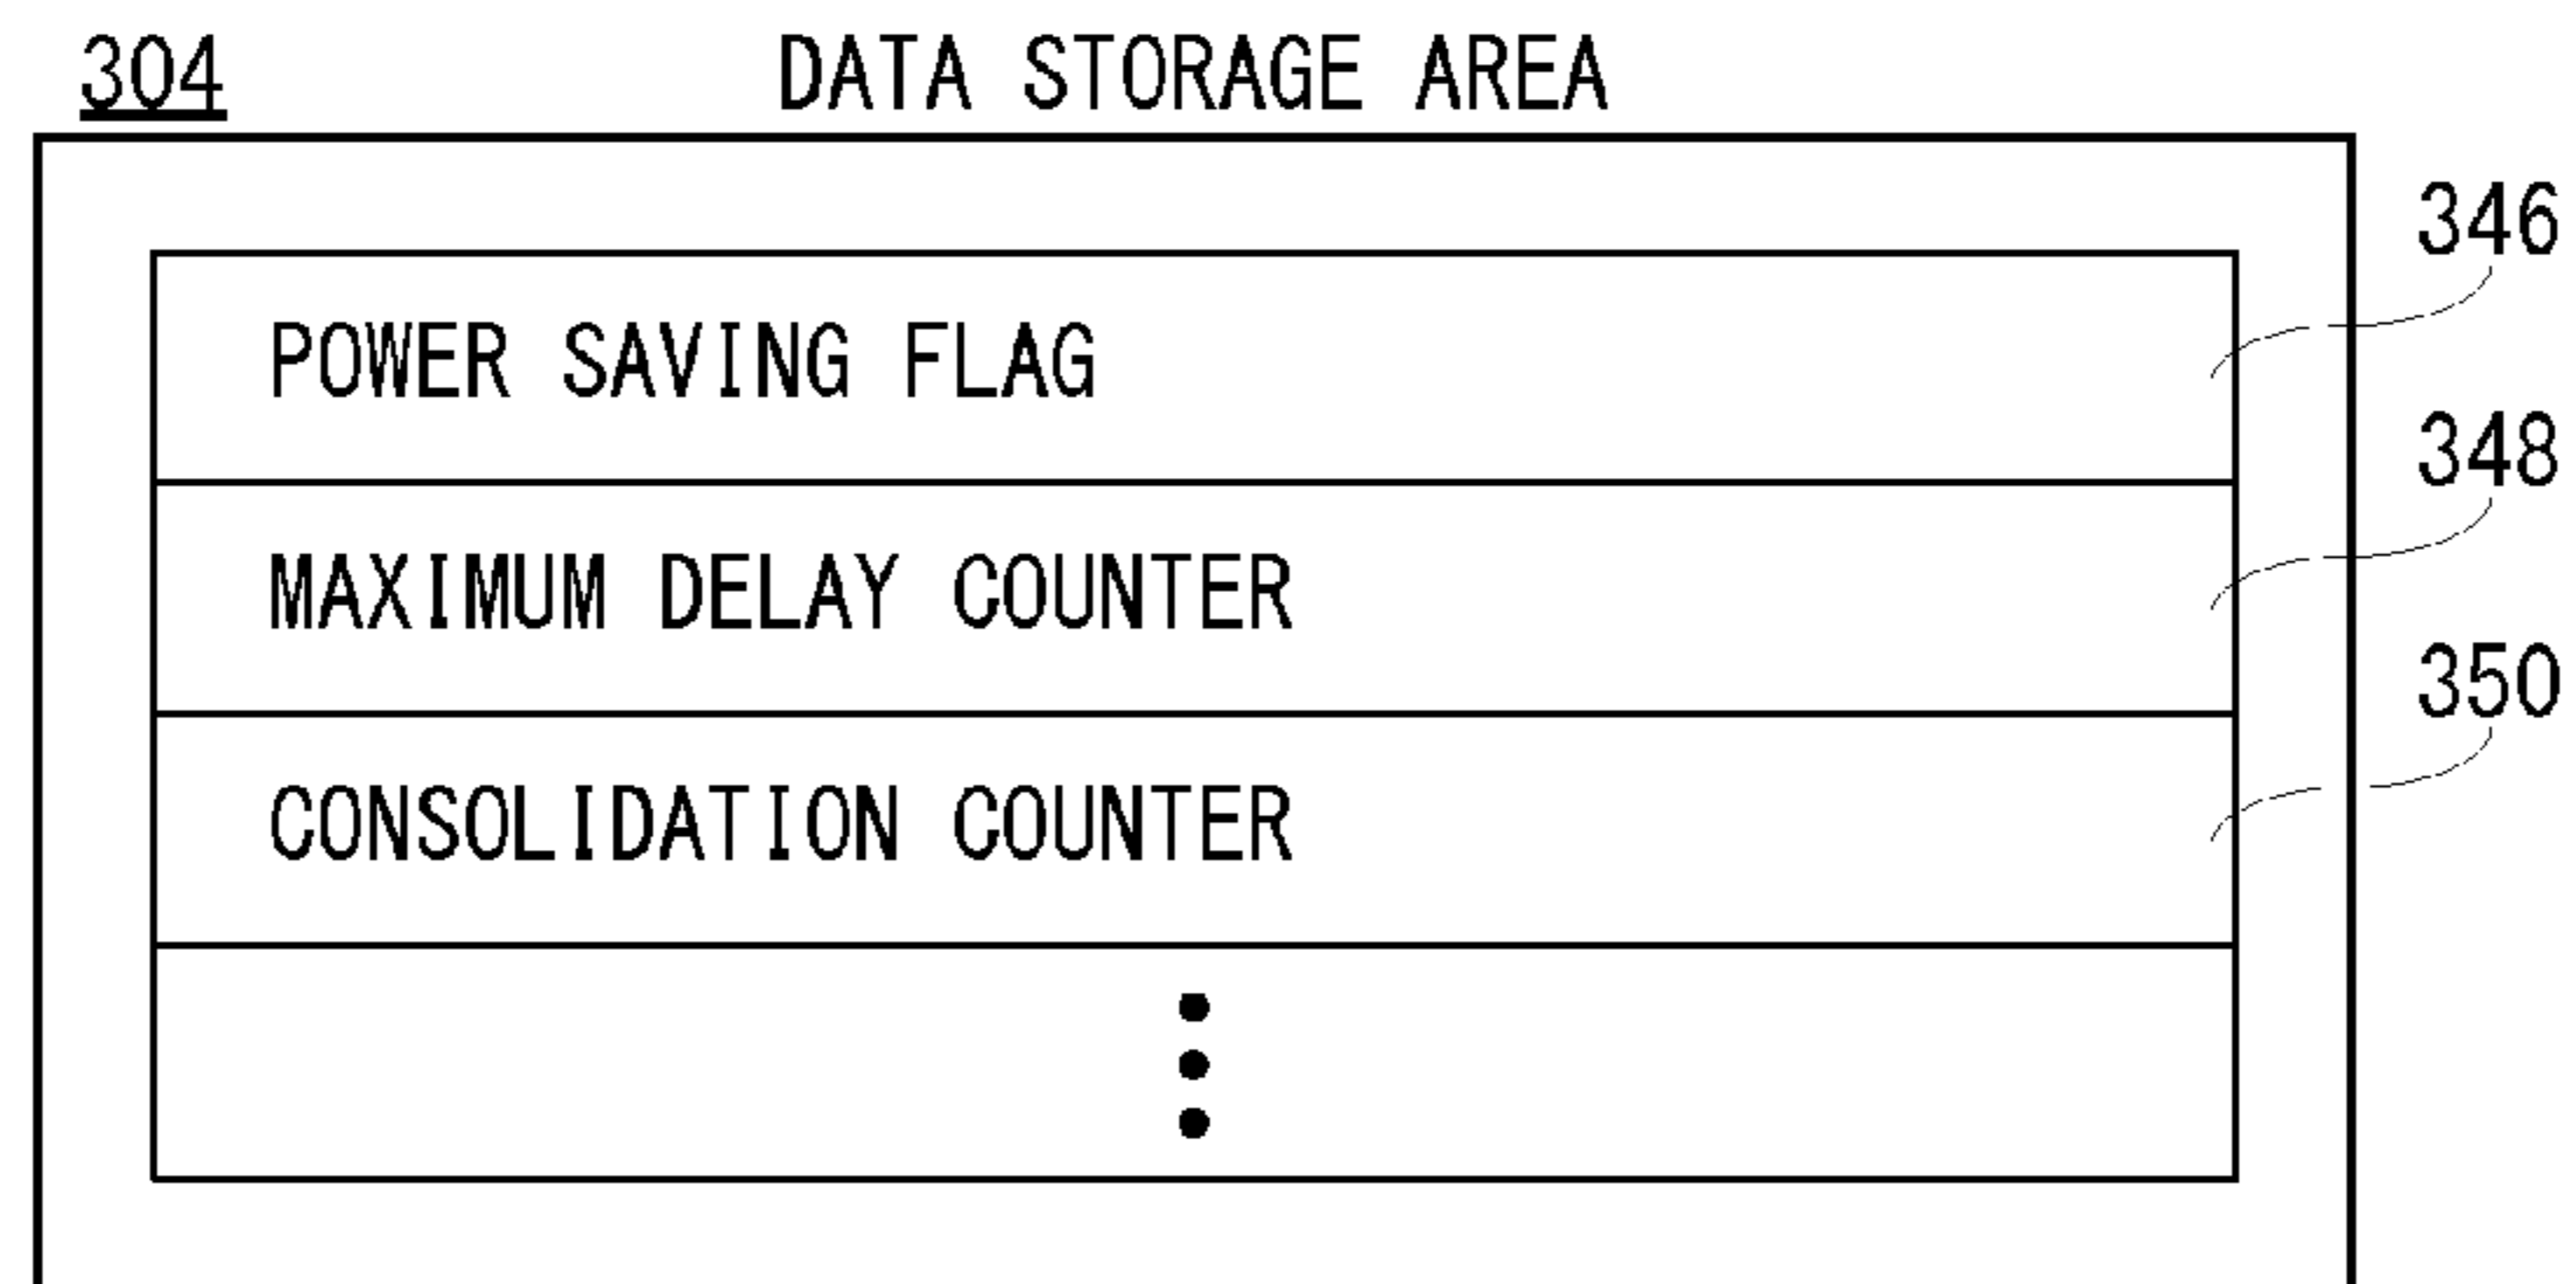 304 DATA STORAGE AREA
346
POWER SAVING FLAG
348
MAXIMUM DELAY COUNTER
350
CONSOLIDATION COUNTER